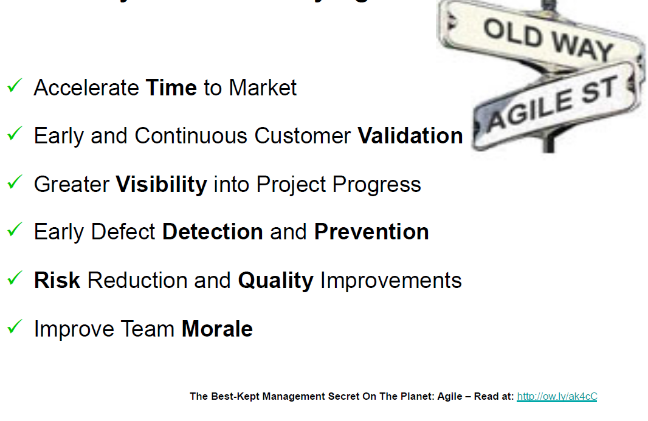 OLD WAY
AGILE ST
Accelerate Time to Market
Early and Continuous Customer Validation
Greater Visibility into Project Progress
Early Defect Detection and Prevention
Risk Reduction and Quality Improvements
Improve Team Morale
The Best-Kept Management Secret On The Planet: Agile – Read at: http://ow.ly/ak4cC